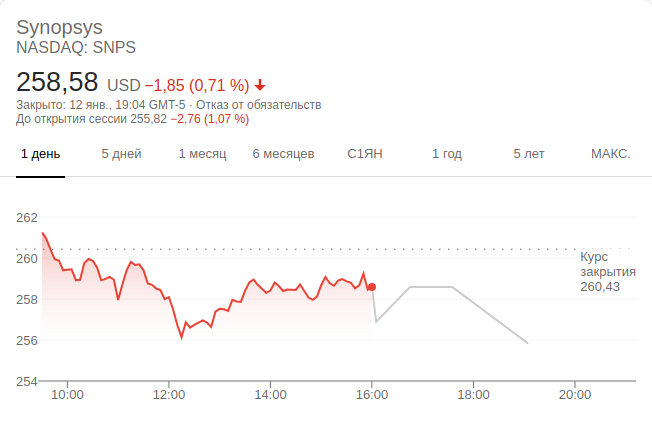 Synopsys
NASDAQ: SNPS
258,58 USD −1,85 (0,71 %)
Закрыто: 12 янв., 19:04 GMT-5 · Отказ от обязательств
До открытия сессии 255,82 −2,76 (1,07 %)
1 день 5 дней 1 месяц 6 месяцев С1ЯН 1 год 5 лет МАКС.
262
260
258
256
254
Курс
закрытия
260,43
10:00 12:00 14:00 16:00 18:00 20:00